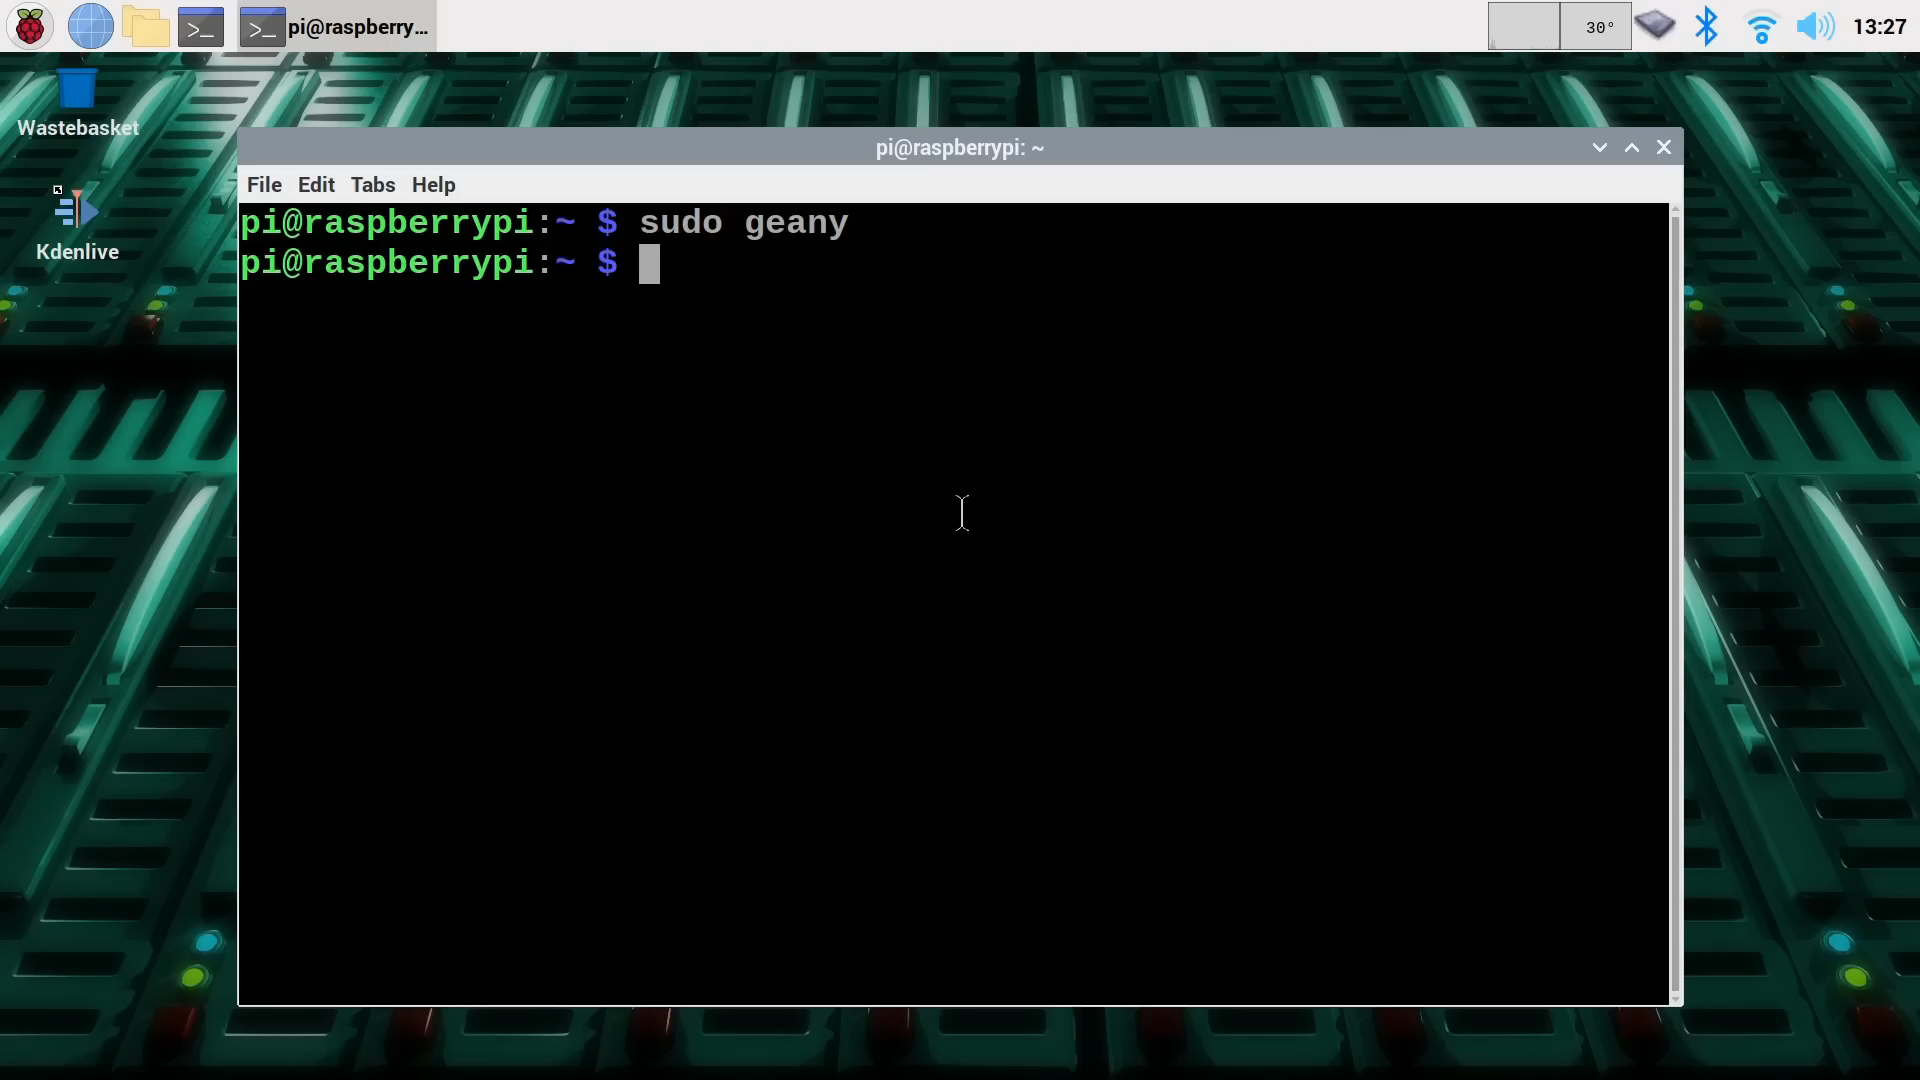 pi@raspberry...
30°
13:27
Wastebasket
Kdenlive
pi@raspberrypi: ~
File Edit Tabs Help
pi@raspberrypi:~ $ sudo geany
pi@raspberrypi:~ $